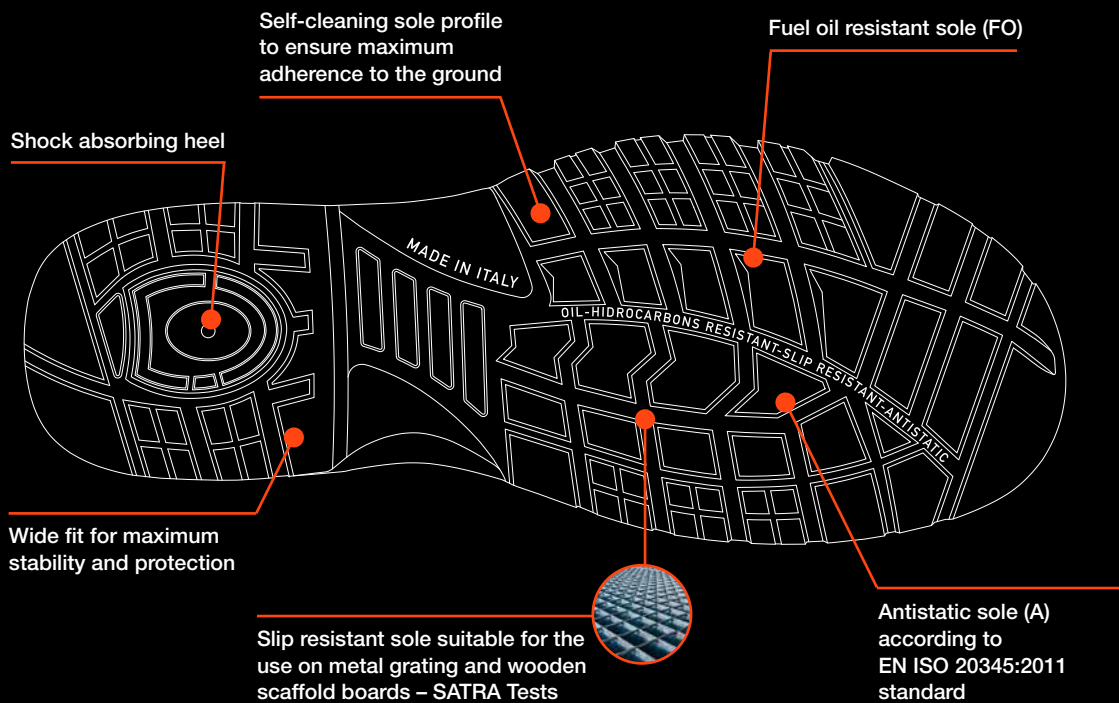 Self-cleaning sole profile
to ensure maximum
adherence to the ground
Fuel oil resistant sole (FO)
Shock absorbing heel
MADE IN ITALY
OIL-HIDROCARBONS RESISTANT-SLIP RESISTANT-ANTISTATIC
Wide fit for maximum
stability and protection
Slip resistant sole suitable for the
use on metal grating and wooden
scaffold boards – SATRA Tests
Antistatic sole (A)
according to
EN ISO 20345:2011
standard